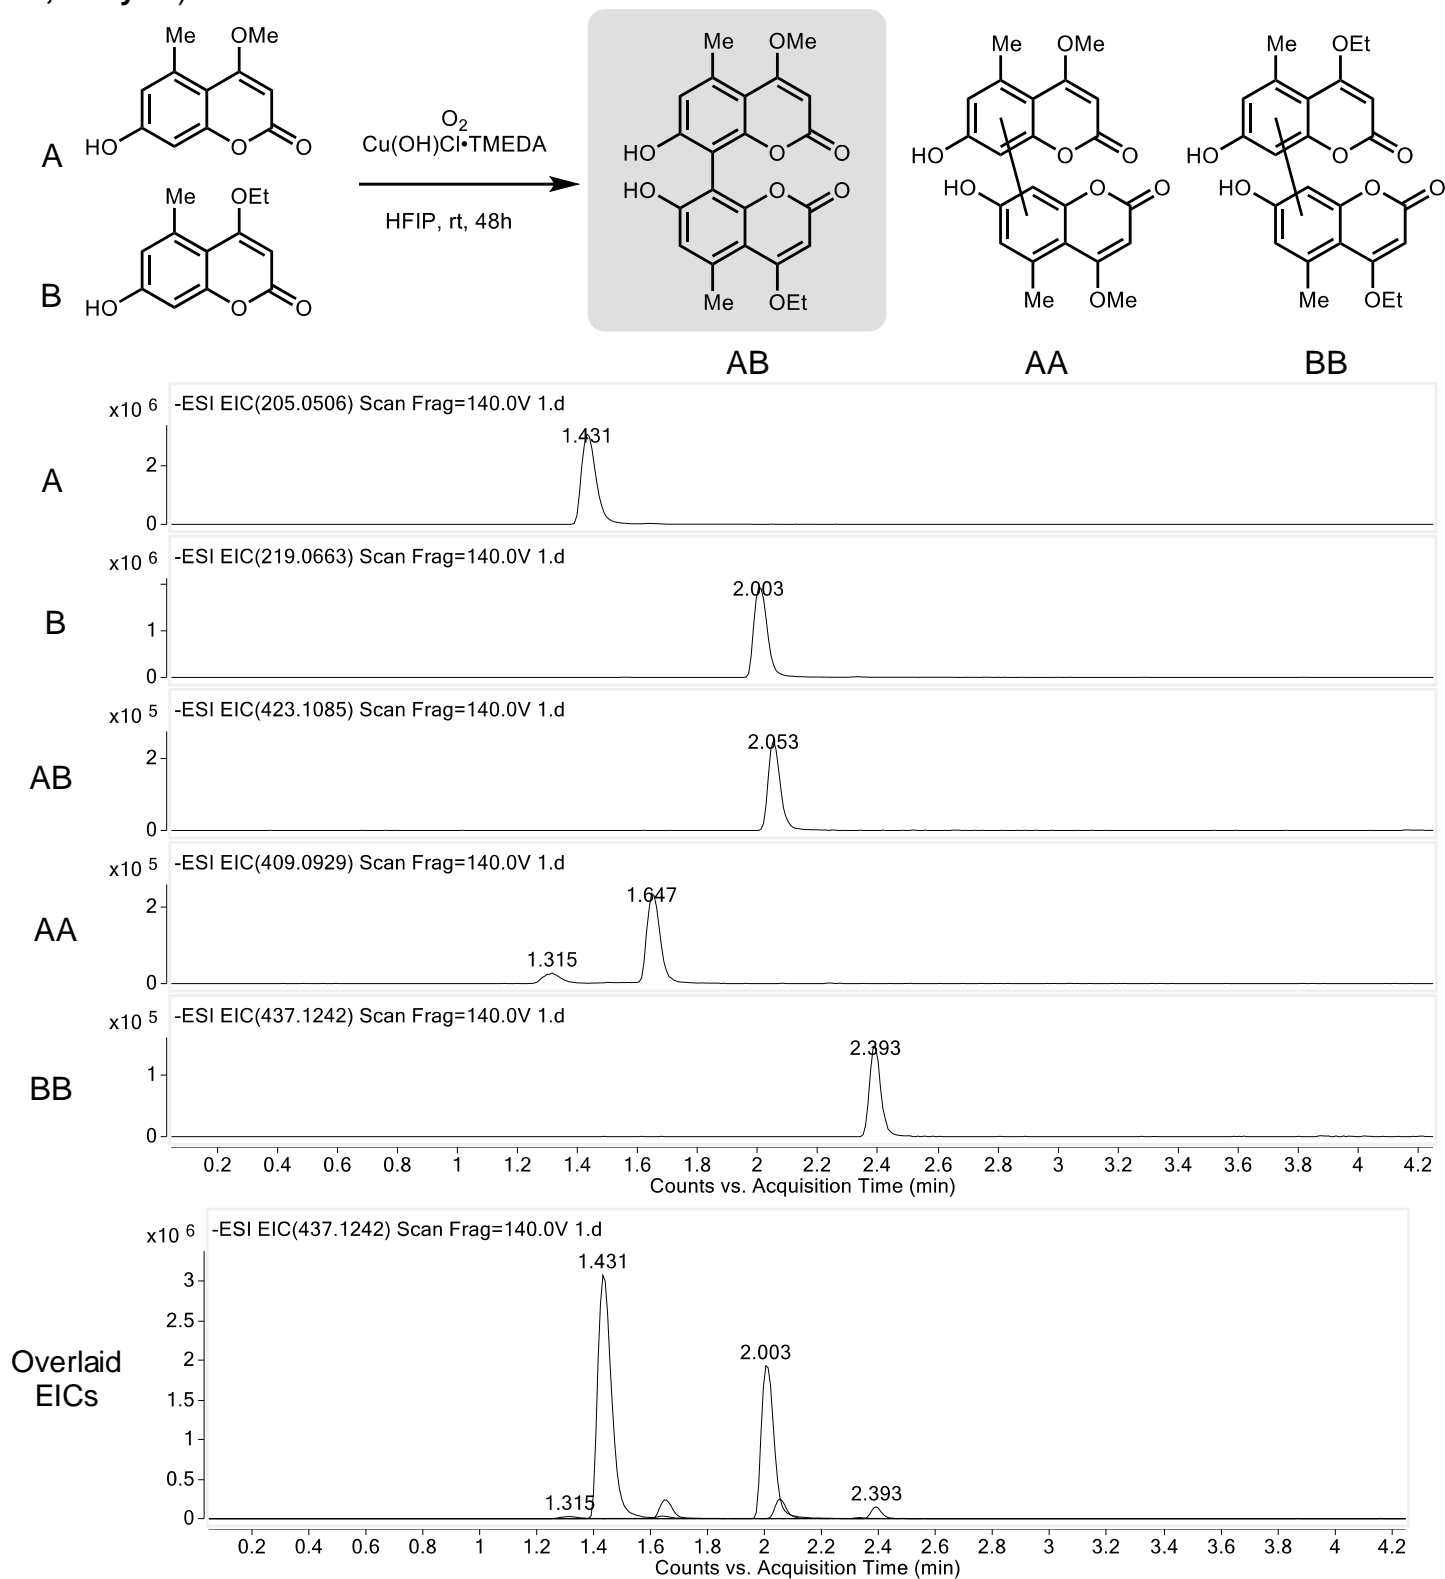 Me OMe
HO O O
A
Me OEt
HO O O
B
O2
Cu(OH)Cl•TMEDA
HFIP, rt, 48h
Me OMe
HO O O
HO O O
Me OEt
AB
Me OMe
HO O O
HO O O
Me OMe
AA
Me OEt
HO O O
HO O O
Me OEt
BB
A
x10 6
-ESI EIC(205.0506) Scan Frag=140.0V 1.d
1.431
2
0
B
x10 6
-ESI EIC(219.0663) Scan Frag=140.0V 1.d
2.003
1
0
AB
x10 5
-ESI EIC(423.1085) Scan Frag=140.0V 1.d
2.053
2
0
AA
x10 5
-ESI EIC(409.0929) Scan Frag=140.0V 1.d
1.647
1.315
2
0
BB
x10 5
-ESI EIC(437.1242) Scan Frag=140.0V 1.d
2.393
1
0
0.2 0.4 0.6 0.8 1 1.2 1.4 1.6 1.8 2 2.2 2.4 2.6 2.8 3 3.2 3.4 3.6 3.8 4 4.2
Counts vs. Acquisition Time (min)
Overlaid
EICs
x10 6
-ESI EIC(437.1242) Scan Frag=140.0V 1.d
1.431
2.003
1.315
2.393
3
2.5
2
1.5
1
0.5
0
0.2 0.4 0.6 0.8 1 1.2 1.4 1.6 1.8 2 2.2 2.4 2.6 2.8 3 3.2 3.4 3.6 3.8 4 4.2
Counts vs. Acquisition Time (min)